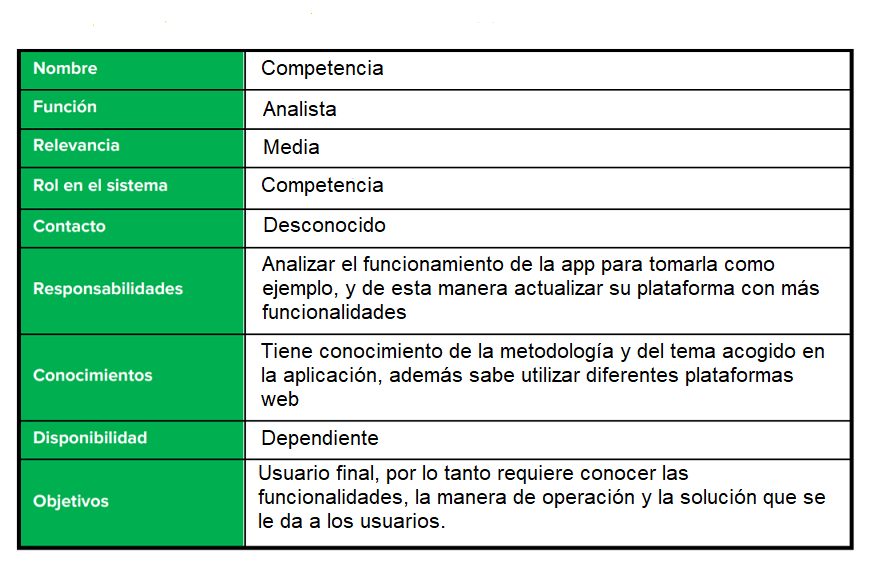 Nombre
Competencia
Función
Analista
Relevancia
Media
Rol en el sistema
Competencia
Contacto
Desconocido
Responsabilidades
Analizar el funcionamiento de la app para tomarla como
ejemplo, y de esta manera actualizar su plataforma con más
funcionalidades
Conocimientos
Tiene conocimiento de la metodología y del tema acogido en
la aplicación, además sabe utilizar diferentes plataformas
web
Disponibilidad
Dependiente
Objetivos
Usuario final, por lo tanto requiere conocer las
funcionalidades, la manera de operación y la solución que se
le da a los usuarios.